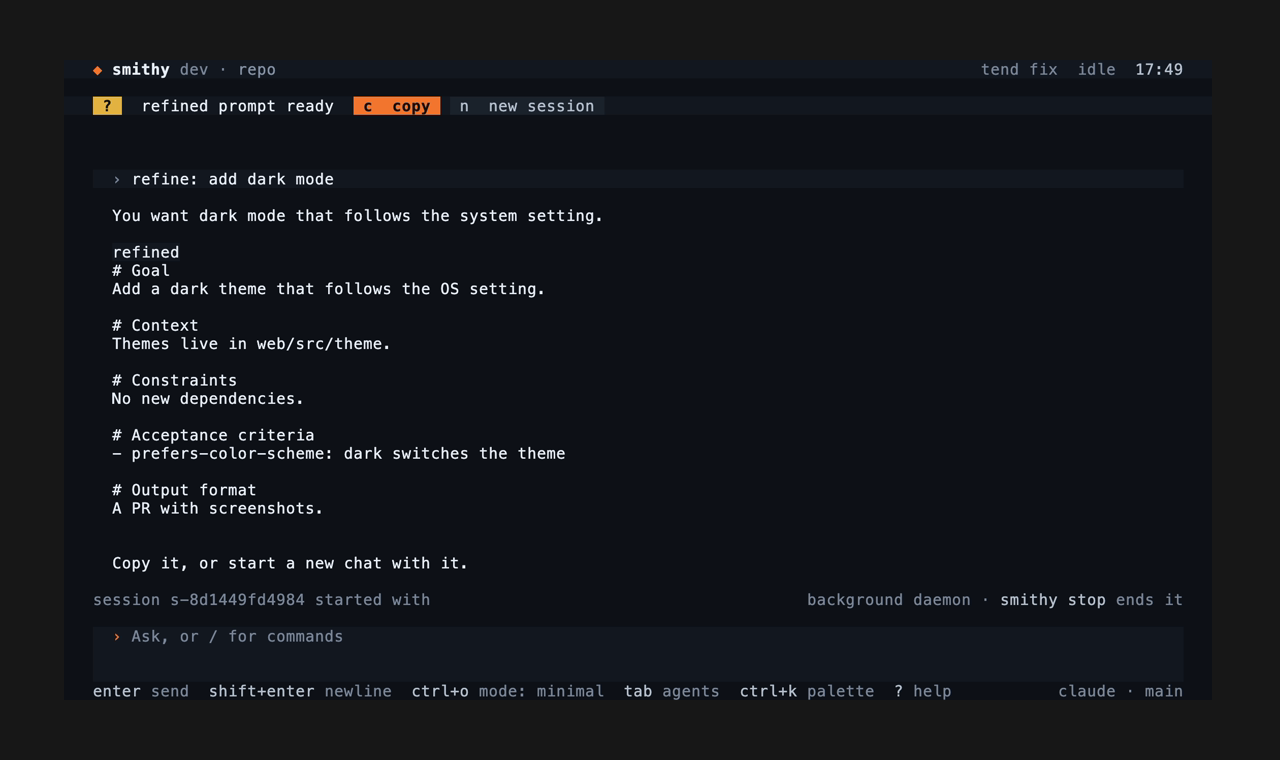 ◆ smithy dev · repo tend fix idle 17:49
? refined prompt ready c copy n new session
› refine: add dark mode
You want dark mode that follows the system setting.
refined
# Goal
Add a dark theme that follows the OS setting.
# Context
Themes live in web/src/theme.
# Constraints
No new dependencies.
# Acceptance criteria
- prefers-color-scheme: dark switches the theme
# Output format
A PR with screenshots.
Copy it, or start a new chat with it.
session s-8d1449fd4984 started with background daemon · smithy stop ends it
› Ask, or / for commands
enter send shift+enter newline ctrl+o mode: minimal tab agents ctrl+k palette ? help claude · main